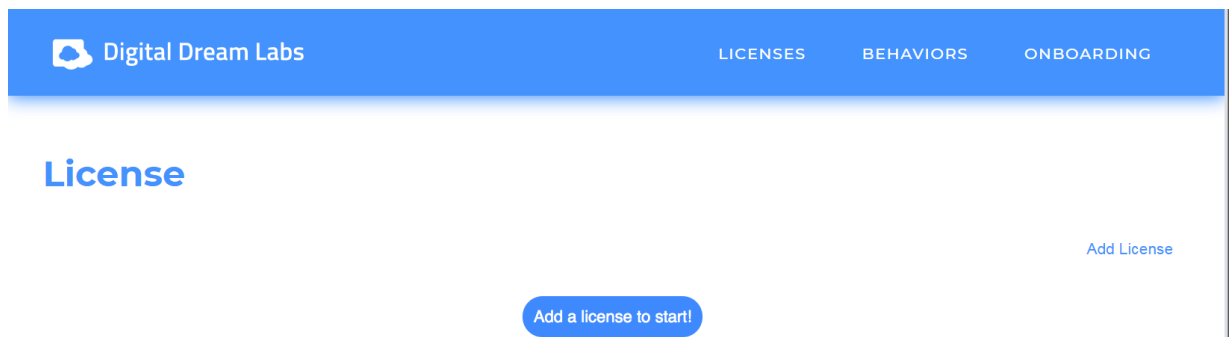 Digital Dream Labs
LICENSES BEHAVIORS ONBOARDING
License
Add License
Add a license to start!